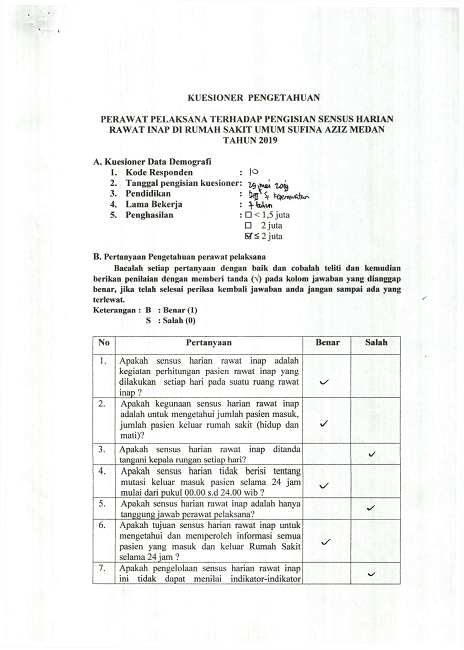 KUESIONER PENGETAHUAN
PERAWAT PELAKSANA TERHADAP PENGISIAN SENSUS HARIAN
RAWAT INAP DI RUMAH SAKIT UMUM SUFINA AZIZ MEDAN
TAHUN 2019
A. Kuesioner Data Demografi
1. Kode Responden : 10
2. Tanggal pengisian kuesioner: 29 mei 2019
3. Pendidikan : Keperawatan
4. Lama Bekerja : 7 tahun
5. Penghasilan : ☐ < 1,5 juta
☐ 2 juta
☑ ≤ 2 juta
B. Pertanyaan Pengetahuan perawat pelaksana
Bacalah setiap pertanyaan dengan baik dan cobalah teliti dan kemudian
berikan penilaian dengan memberi tanda (√) pada kolom jawaban yang dianggap
benar, jika telah selesai periksa kembali jawaban anda jangan sampai ada yang
terlewat.
Keterangan : B : Benar (1)
S : Salah (0)
No Pertanyaan Benar Salah
1. Apakah sensus harian rawat inap adalah
kegiatan perhitungan pasien rawat inap yang
dilakukan setiap hari pada suatu ruang rawat ✓
inap ?
2. Apakah kegunaan sensus harian rawat inap
adalah untuk mengetahui jumlah pasien masuk,
jumlah pasien keluar rumah sakit (hidup dan ✓
mati)?
3. Apakah sensus harian rawat inap ditanda ✓
tangani kepala rungan setiap hari?
4. Apakah sensus harian tidak berisi tentang
mutasi keluar masuk pasien selama 24 jam ✓
mulai dari pukul 00.00 s.d 24.00 wib ?
5. Apakah sensus harian rawat inap adalah hanya ✓
tanggung jawab perawat pelaksana?
6. Apakah tujuan sensus harian rawat inap untuk
mengetahui dan memperoleh informasi semua ✓
pasien yang masuk dan keluar Rumah Sakit
selama 24 jam ?
7. Apakah pengelolaan sensus harian rawat inap
ini tidak dapat menilai indikator-indikator ✓